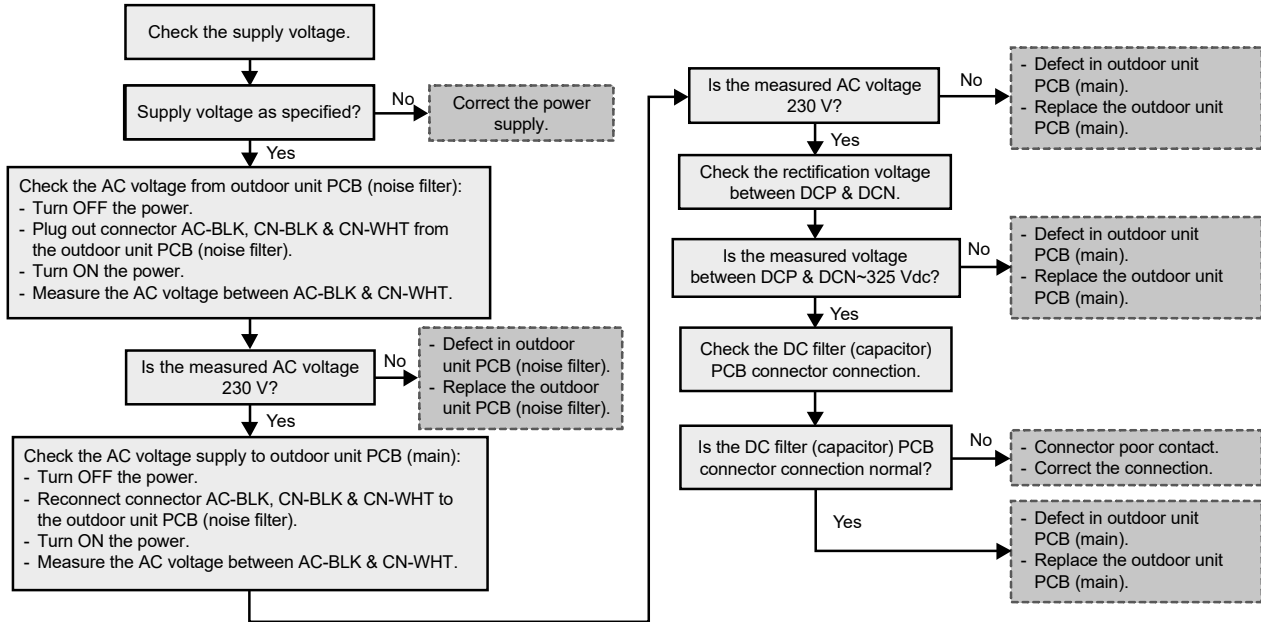 Check the supply voltage.
Supply voltage as specified?
No
Correct the power
supply.
Yes
Check the AC voltage from outdoor unit PCB (noise filter):
- Turn OFF the power.
- Plug out connector AC-BLK, CN-BLK & CN-WHT from
the outdoor unit PCB (noise filter).
- Turn ON the power.
- Measure the AC voltage between AC-BLK & CN-WHT.
Is the measured AC voltage
230 V?
No
- Defect in outdoor
unit PCB (noise filter).
- Replace the outdoor
unit PCB (noise filter).
Yes
Check the AC voltage supply to outdoor unit PCB (main):
- Turn OFF the power.
- Reconnect connector AC-BLK, CN-BLK & CN-WHT to
the outdoor unit PCB (noise filter).
- Turn ON the power.
- Measure the AC voltage between AC-BLK & CN-WHT.
Is the measured AC voltage
230 V?
No
- Defect in outdoor unit
PCB (main).
- Replace the outdoor unit
PCB (main).
Yes
Check the rectification voltage
between DCP & DCN.
Is the measured voltage
between DCP & DCN~325 Vdc?
No
- Defect in outdoor unit
PCB (main).
- Replace the outdoor unit
PCB (main).
Yes
Check the DC filter (capacitor)
PCB connector connection.
Is the DC filter (capacitor) PCB
connector connection normal?
No
- Connector poor contact.
- Correct the connection.
Yes
- Defect in outdoor unit
PCB (main).
- Replace the outdoor unit
PCB (main).